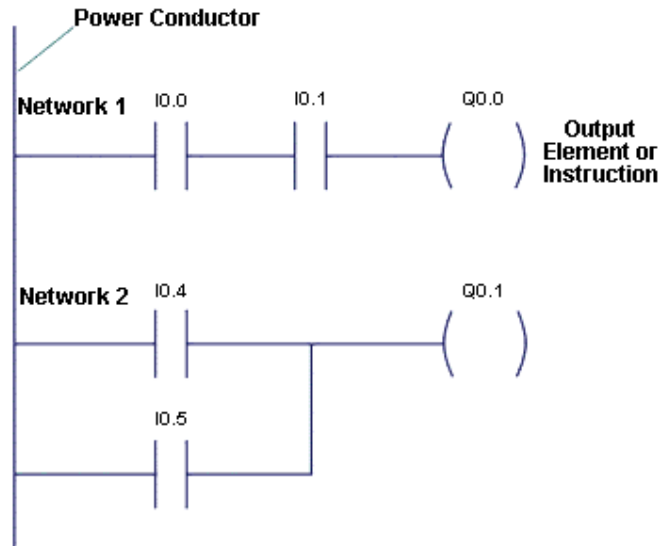 Power Conductor
Network 1
I0.0
I0.1
Q0.0
Output
Element or
Instruction
Network 2
I0.4
Q0.1
I0.5